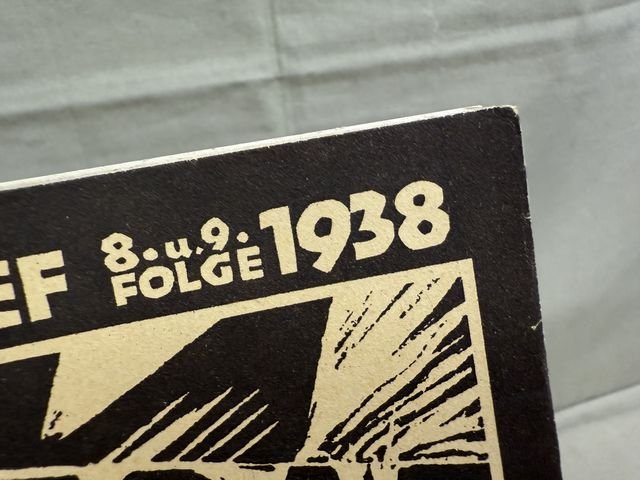 EF 8. u. 9. FOLGE 1938